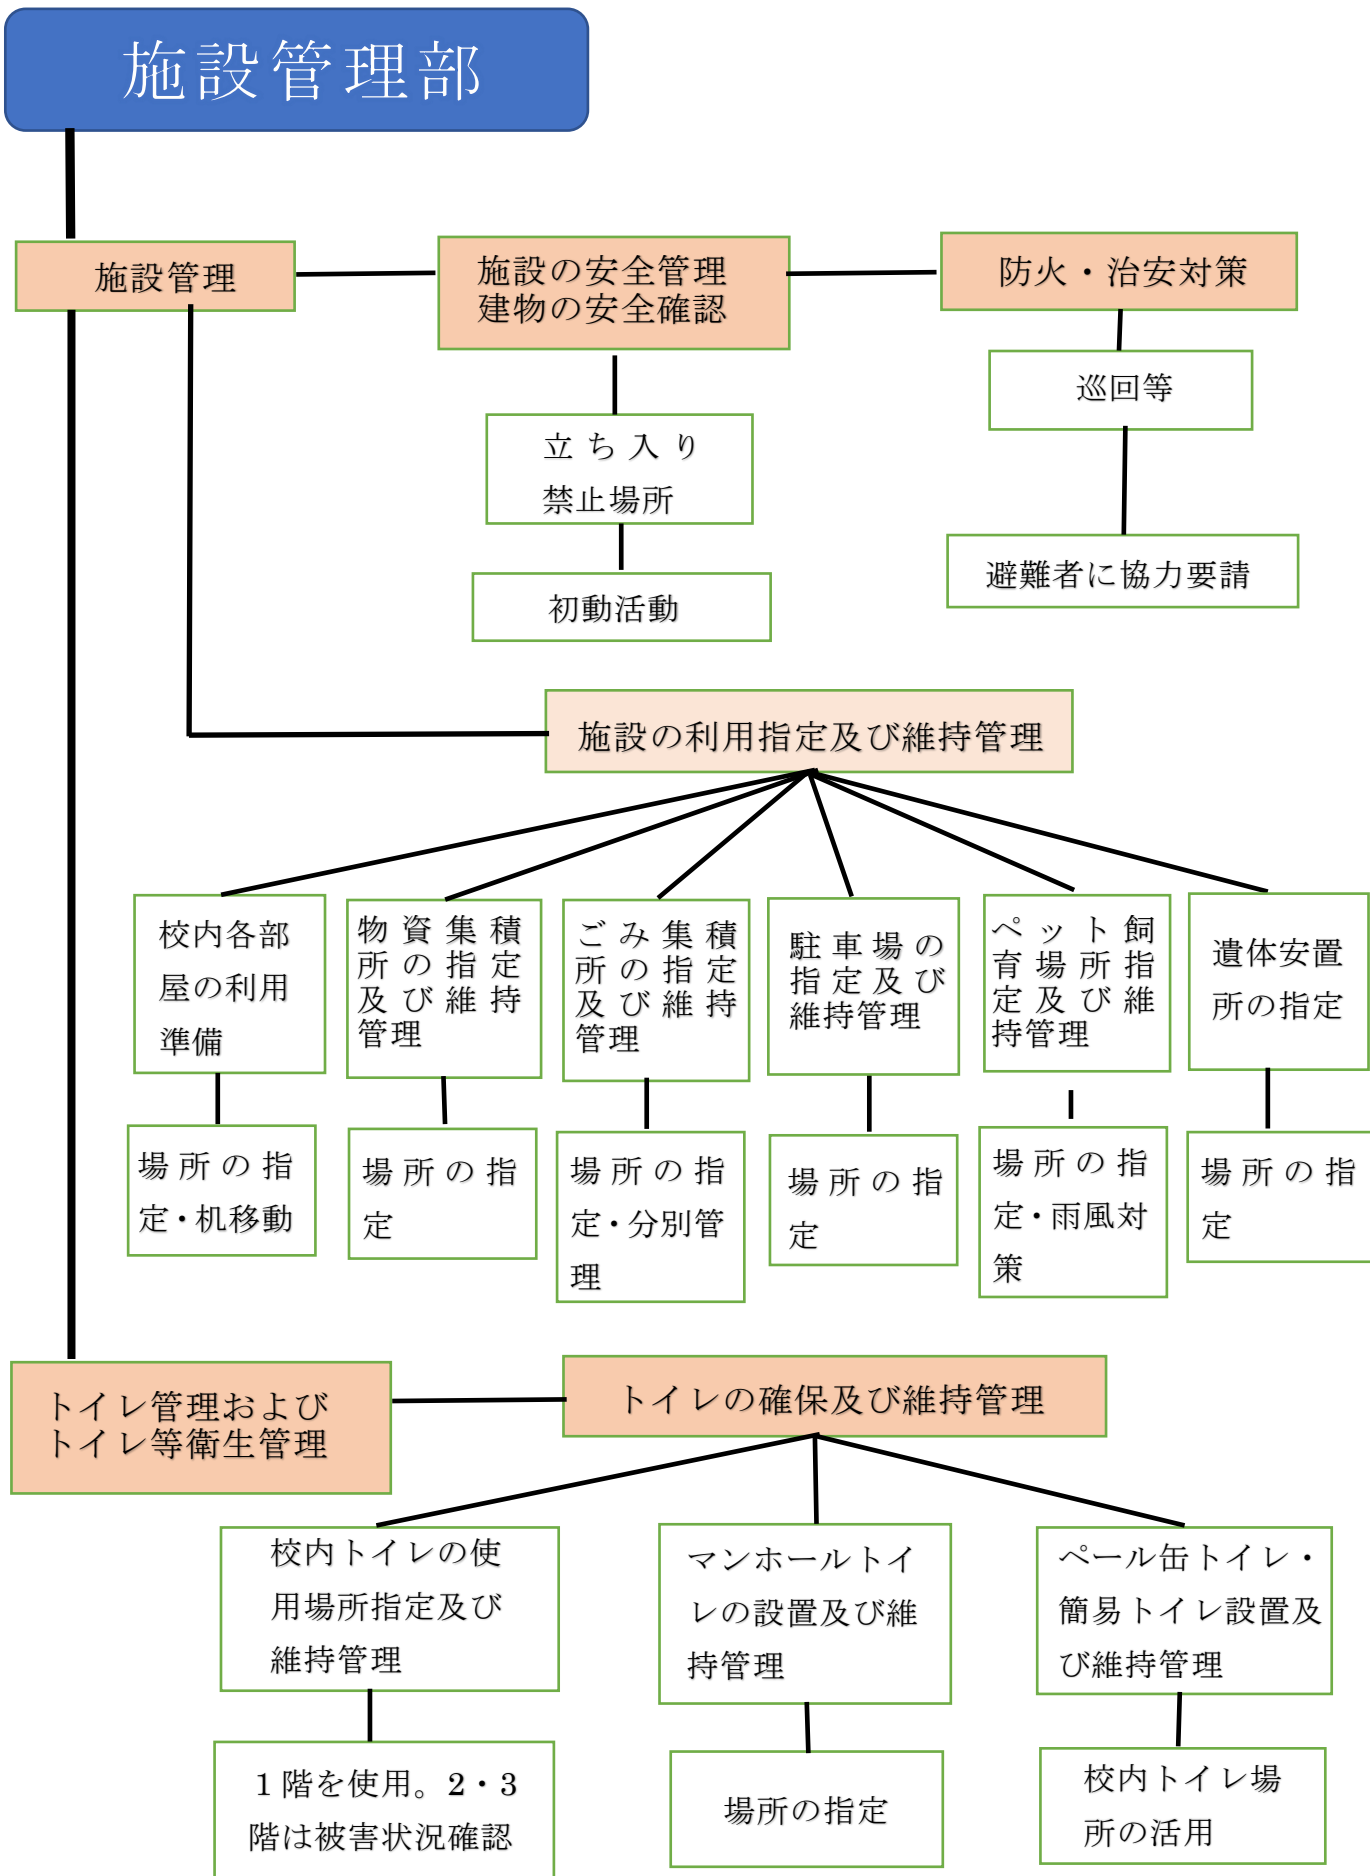 施設管理部
施設管理
施設の安全管理
建物の安全確認
防火・治安対策
立ち入り
禁止場所
初動活動
巡回等
避難者に協力要請
施設の利用指定及び維持管理
校内各部
屋の利用
準備
物資集積
所の指定
及び維持
管理
ごみ集積
所の指定
及び維持
管理
駐車場の
指定及び
維持管理
ペット飼
育場所指
定及び維
持管理
遺体安置
所の指定
場所の指
定・机移動
場所の指
定
場所の指
定・分別管
理
場所の指
定
場所の指
定・雨風対
策
場所の指
定
トイレ管理および
トイレ等衛生管理
トイレの確保及び維持管理
校内トイレの使
用場所指定及び
維持管理
マンホールトイ
レの設置及び維
持管理
ペール缶トイレ・
簡易トイレ設置及
び維持管理
1階を使用。2・3
階は被害状況確認
場所の指定
校内トイレ場
所の活用